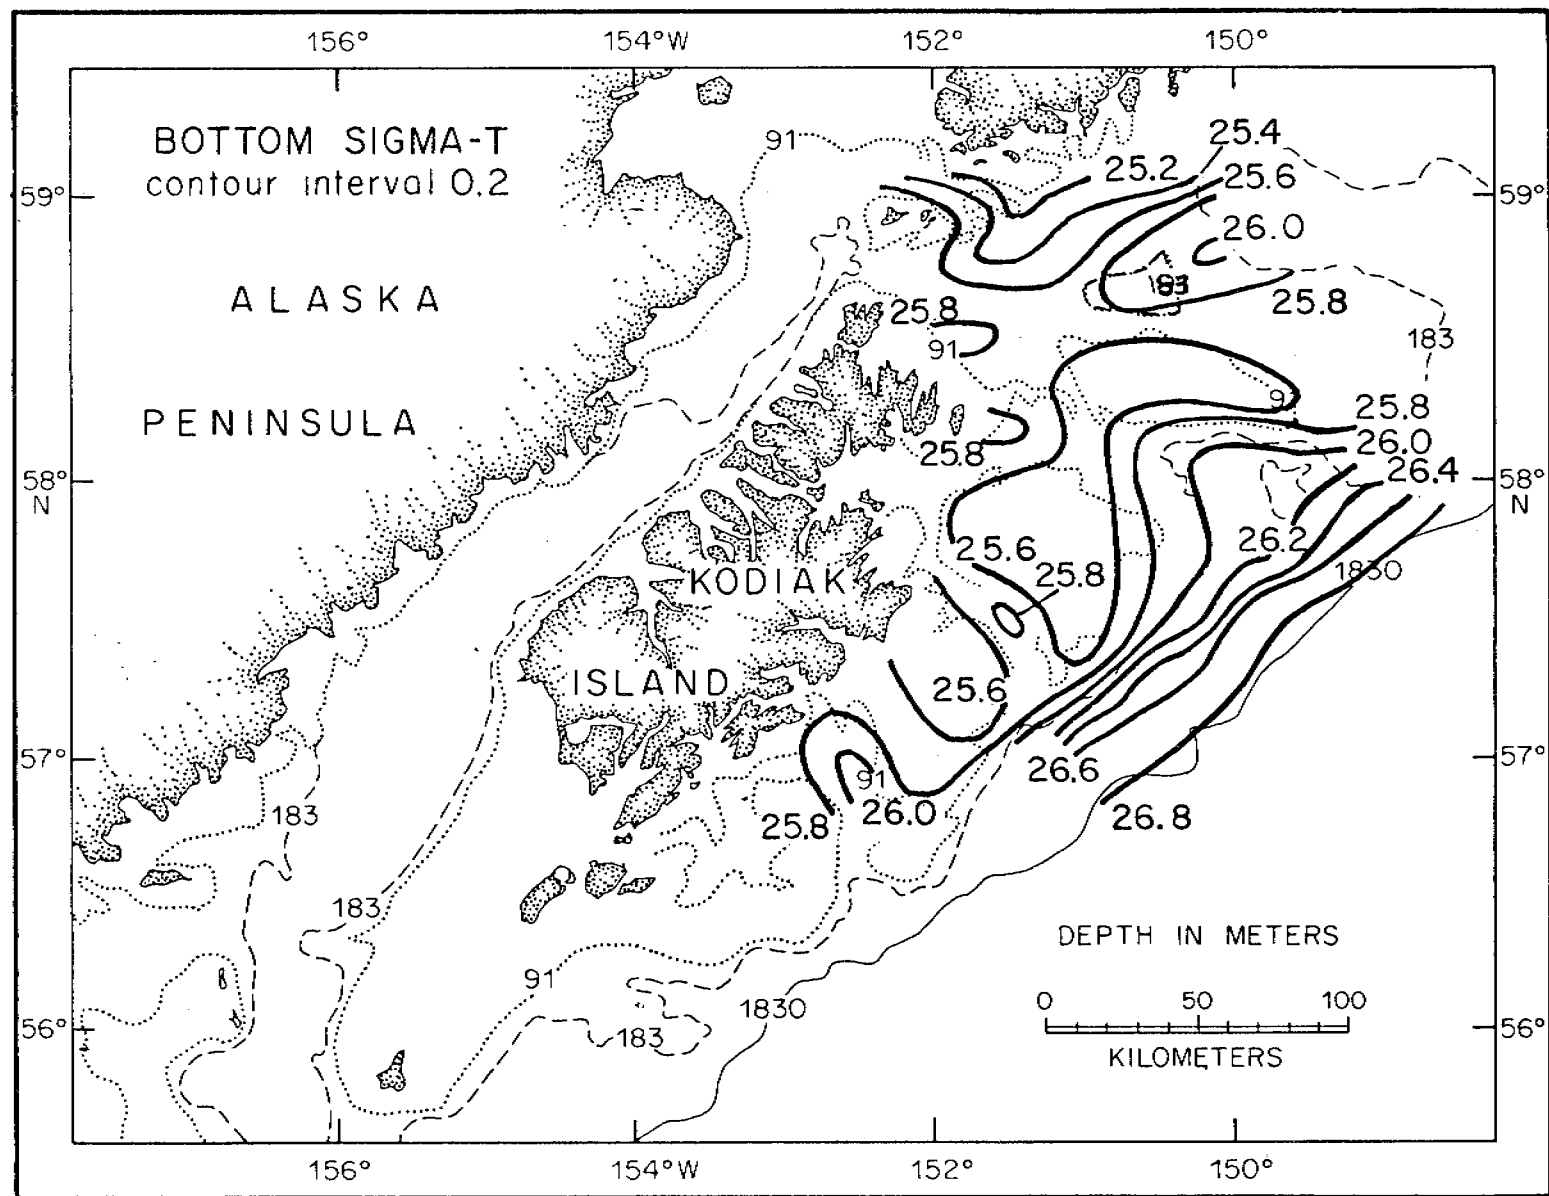 156° 154°W 152° 150°
BOTTOM SIGMA-T
contour interval 0.2
91
25.4
25.2
25.6
59°
59°
26.0
ALASKA
183
25.8
25.8
183
91
PENINSULA
91
25.8
26.0
25.8
26.4
58°
N
58°
N
26.2
25.6
25.8
1830
KODIAK
ISLAND
25.6
57°
57°
26.6
91
183
25.8
26.0
26.8
183
DEPTH IN METERS
91
0 50 100
1830
56°
183
56°
KILOMETERS
156° 154°W 152° 150°